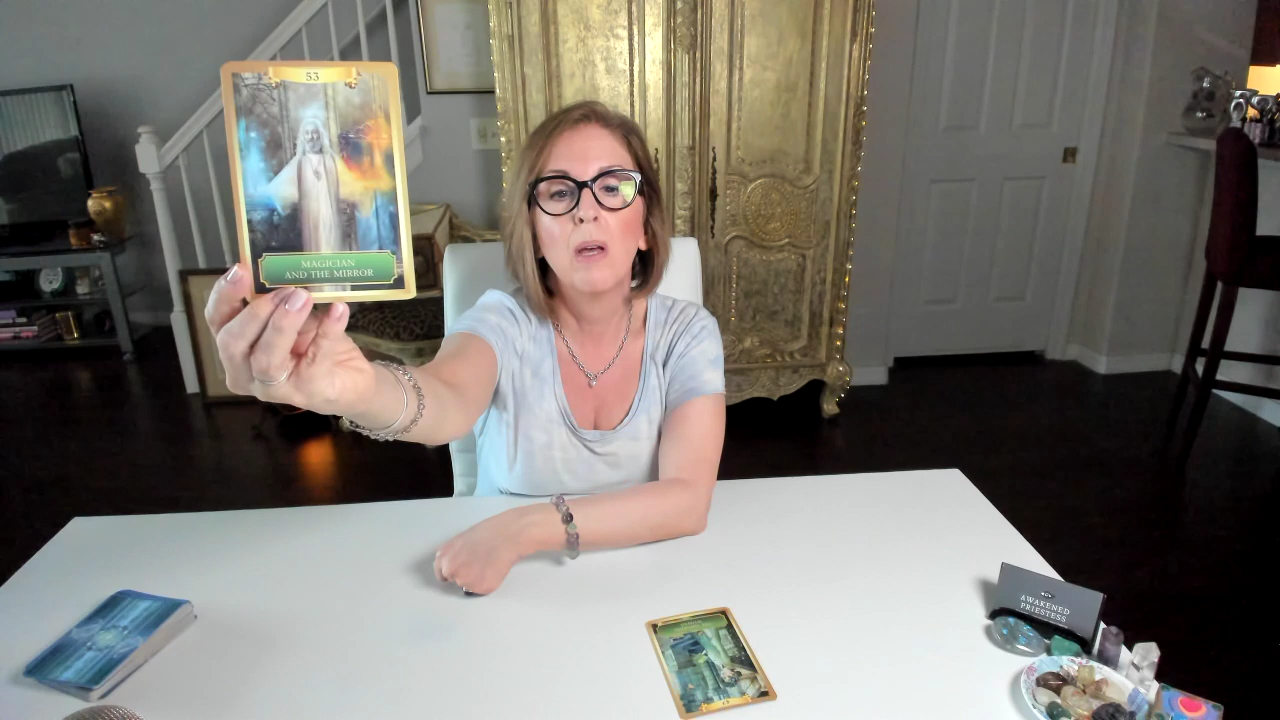 53
MAGICIAN
AND THE MIRROR
AWAKENED
PRIESTESS